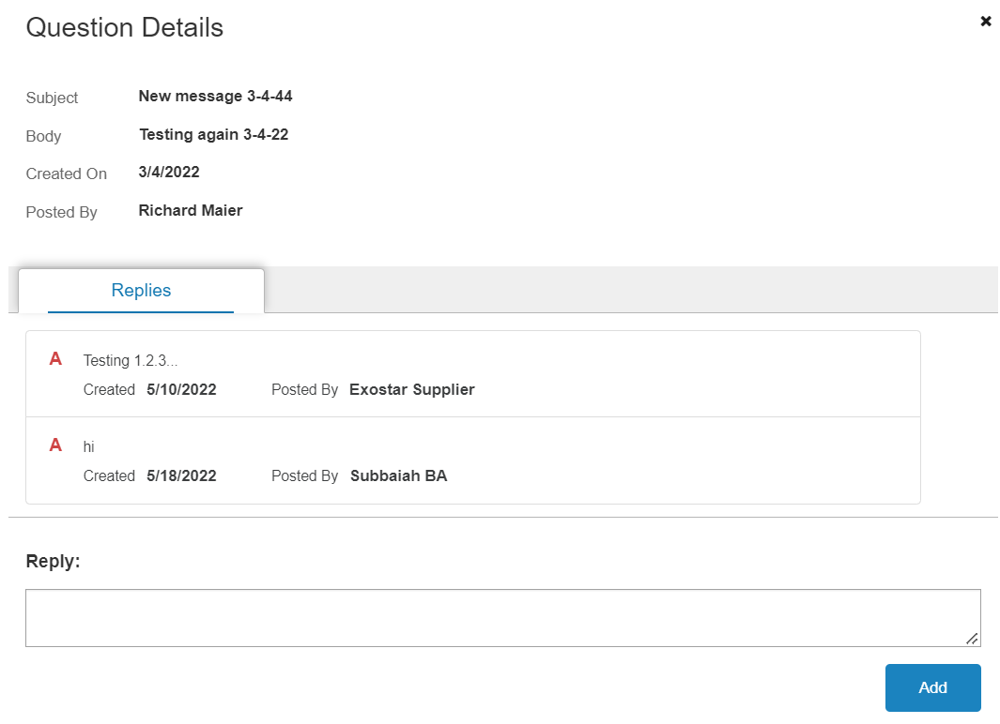 Question Details
Subject New message 3-4-44
Body Testing again 3-4-22
Created On 3/4/2022
Posted By Richard Maier
Replies
A Testing 1.2.3...
Created 5/10/2022 Posted By Exostar Supplier
A hi
Created 5/18/2022 Posted By Subbaiah BA
Reply:
Add